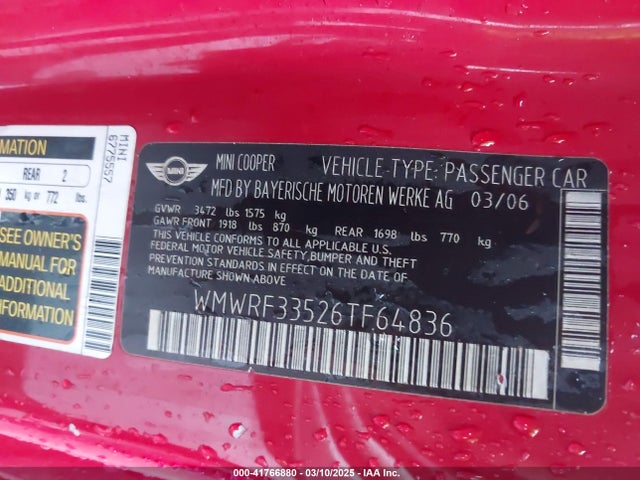 MATION
REAR 2
350 kg or 772 lbs.
SEE OWNER'S
MANUAL FOR
ADDITIONAL
INFORMATION
MINI
6775557
MINI
MINI COOPER VEHICLE-TYPE: PASSENGER CAR
MFD BY BAYERISCHE MOTOREN WERKE AG 03/06
GVWR 3472 lbs 1575 kg
GAWR FRONT 1918 lbs 870 kg REAR 1698 lbs 770 kg
THIS VEHICLE CONFORMS TO ALL APPLICABLE U.S.
FEDERAL MOTOR VEHICLE SAFETY,BUMPER AND THEFT
PREVENTION STANDARDS IN EFFECT ON THE DATE OF
MANUFACTURE SHOWN ABOVE.
WMWRF33526TF64836
000-41766880 - 03/10/2025 - IAA Inc.